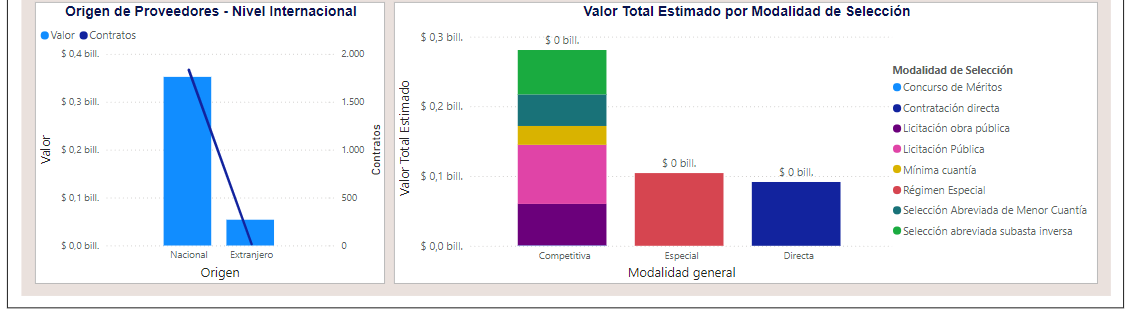 Origen de Proveedores - Nivel Internacional
Valor Contratos
$ 0,4 bill.
$ 0,3 bill.
$ 0,2 bill.
$ 0,1 bill.
$ 0,0 bill.
Valor
2.000
1.500
1.000
500
0
Contratos
Nacional Extranjero
Origen
Valor Total Estimado por Modalidad de Selección
$ 0,3 bill.
$ 0,2 bill.
$ 0,1 bill.
$ 0,0 bill.
Valor Total Estimado
$ 0 bill.
$ 0 bill.
$ 0 bill.
Competitiva Especial Directa
Modalidad general
Modalidad de Selección
Concurso de Méritos
Contratación directa
Licitación obra pública
Licitación Pública
Mínima cuantía
Régimen Especial
Selección Abreviada de Menor Cuantía
Selección abreviada subasta inversa